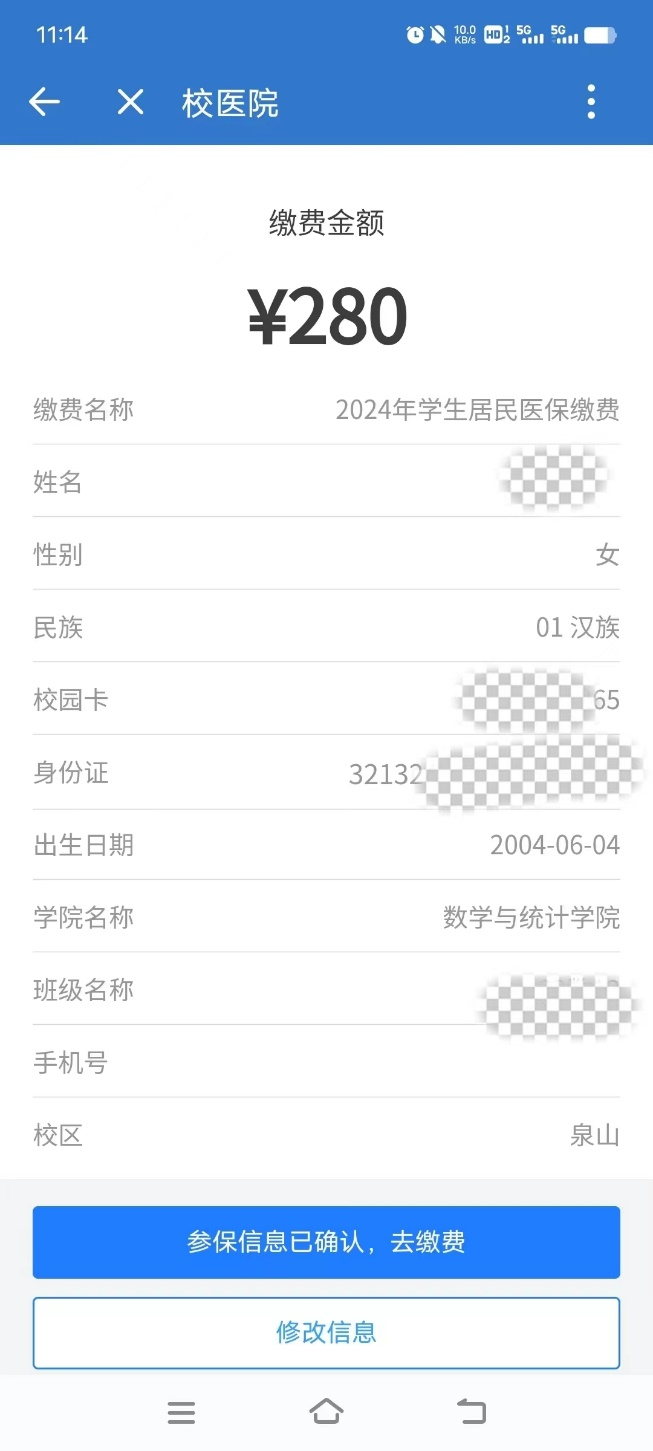 11:14
10.0 KB/s HD 1 2 5G 5G
校医院
缴费金额
¥280
缴费名称 2024年学生居民医保缴费
姓名
性别 女
民族 01 汉族
校园卡 65
身份证 32132
出生日期 2004-06-04
学院名称 数学与统计学院
班级名称
手机号
校区 泉山
参保信息已确认，去缴费
修改信息